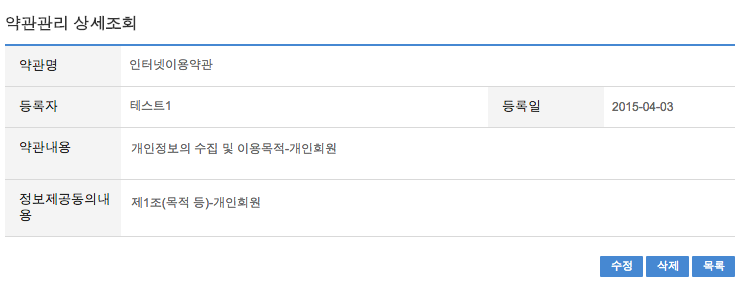 약관관리 상세조회
약관명 인터넷이용약관
등록자 테스트1 등록일 2015-04-03
약관내용 개인정보의 수집 및 이용목적-개인회원
정보제공동의내
용 제1조(목적 등)-개인회원
수정 삭제 목록